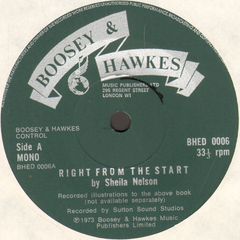 BOOSEY & HAWKES
MUSIC PUBLISHERS LTD
295 REGENT STREET
LONDON W1
BOOSEY & HAWKES
CONTROL
Side A
MONO
BHED 0006A
BHED 0006
33⅓ rpm
RIGHT FROM THE START
by Sheila Nelson
Recorded illustrations to the above book
(not available separately)
Recorded by Sutton Sound Studios
℗1973 Boosey & Hawkes Music
Publishers Limited